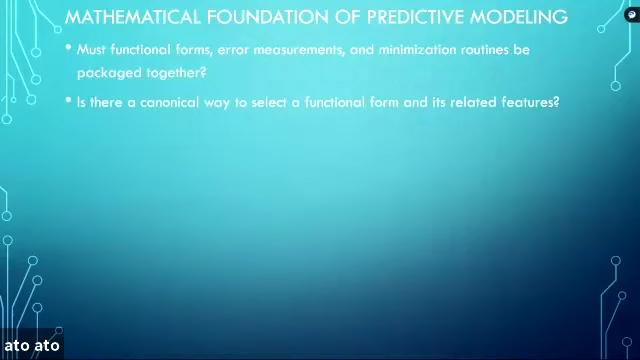 MATHEMATICAL FOUNDATION OF PREDICTIVE MODELING
• Must functional forms, error measurements, and minimization routines be
packaged together?
• Is there a canonical way to select a functional form and its related features?
ato ato